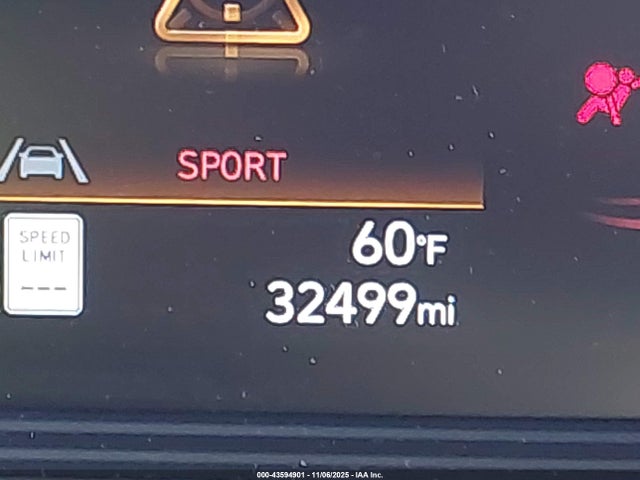 SPORT
SPEED
LIMIT
---
60°F
32499mi
000-43594901 - 11/06/2025 - IAA Inc.